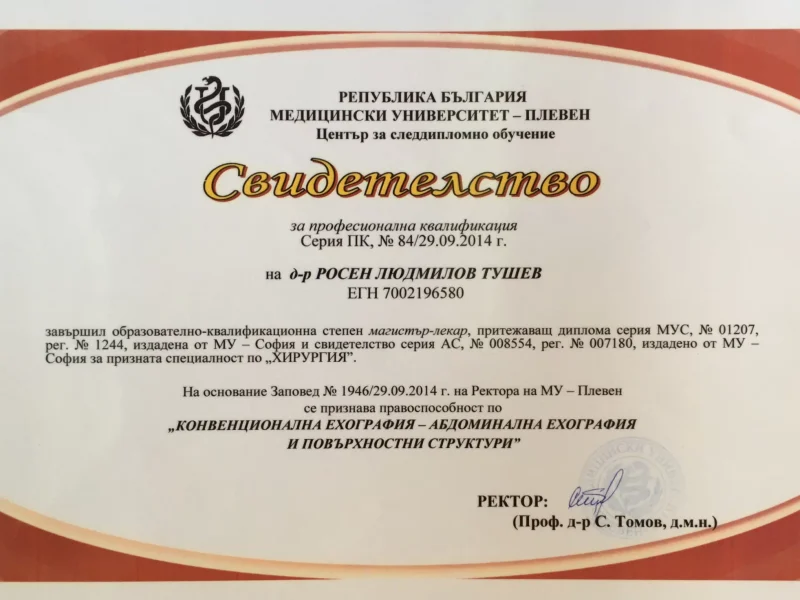 РЕПУБЛИКА БЪЛГАРИЯ
МЕДИЦИНСКИ УНИВЕРСИТЕТ – ПЛЕВЕН
Център за следдипломно обучение
Свидетелство
за професионална квалификация
Серия ПК, № 84/29.09.2014 г.
на д-р РОСЕН ЛЮДМИЛОВ ТУШЕВ
ЕГН 7002196580
завършил образователно-квалификационна степен магистър-лекар, притежаващ диплома серия МУС, № 01207,
рег. № 1244, издадена от МУ – София и свидетелство серия АС, № 008554, рег. № 007180, издадено от МУ –
София за призната специалност по „ХИРУРГИЯ”.
На основание Заповед № 1946/29.09.2014 г. на Ректора на МУ – Плевен
се признава правоспособност по
„КОНВЕНЦИОНАЛНА ЕХОГРАФИЯ – АБДОМИНАЛНА ЕХОГРАФИЯ
И ПОВЪРХНОСТНИ СТРУКТУРИ”
РЕКТОР:
(Проф. д-р С. Томов, д.м.н.)